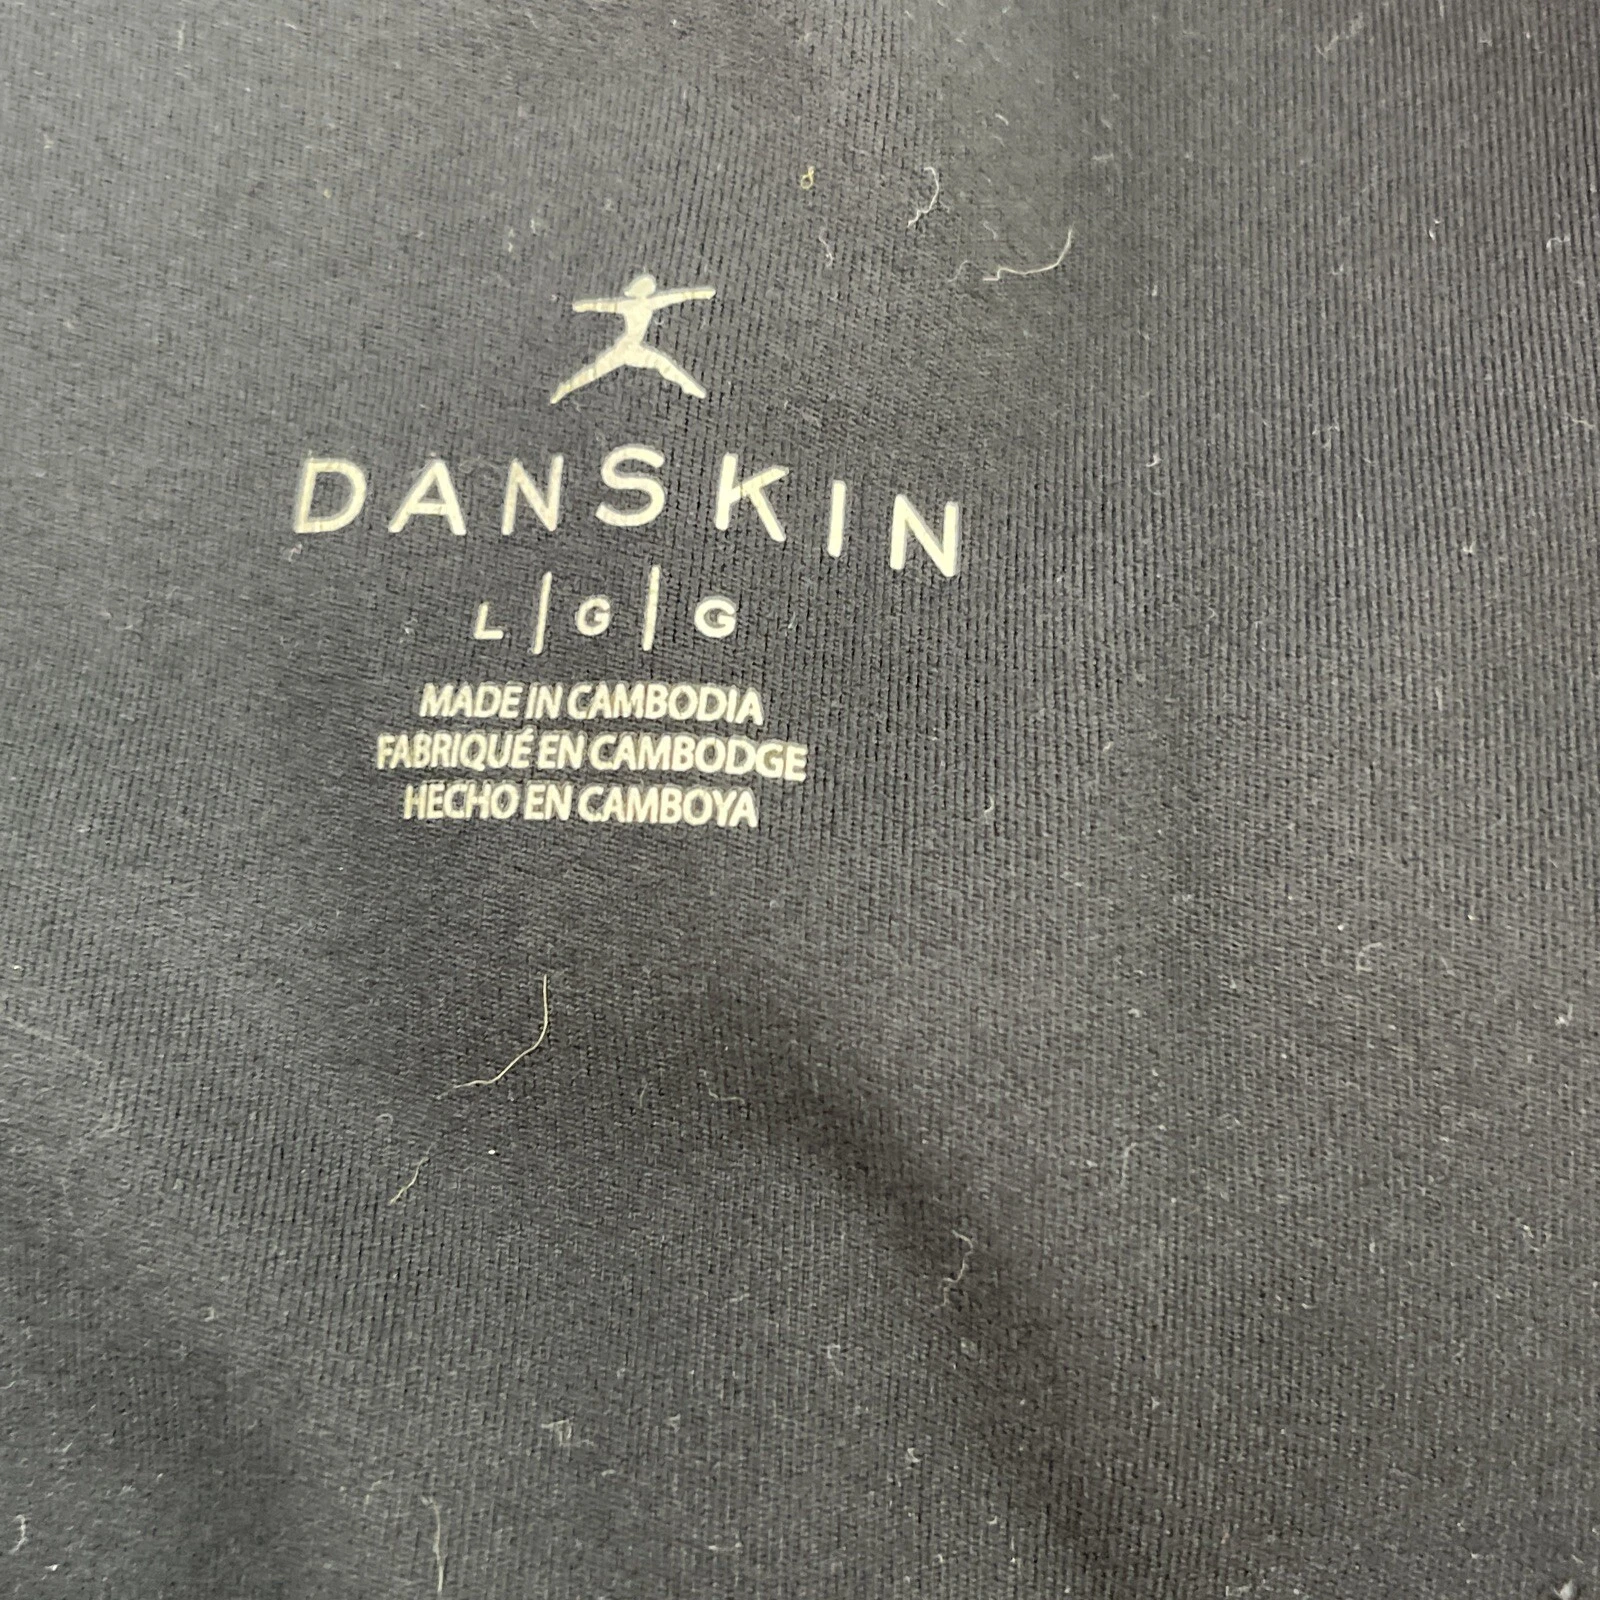 DANSKIN
L|G|G
MADE IN CAMBODIA
FABRIQUÉ EN CAMBODGE
HECHO EN CAMBOYA